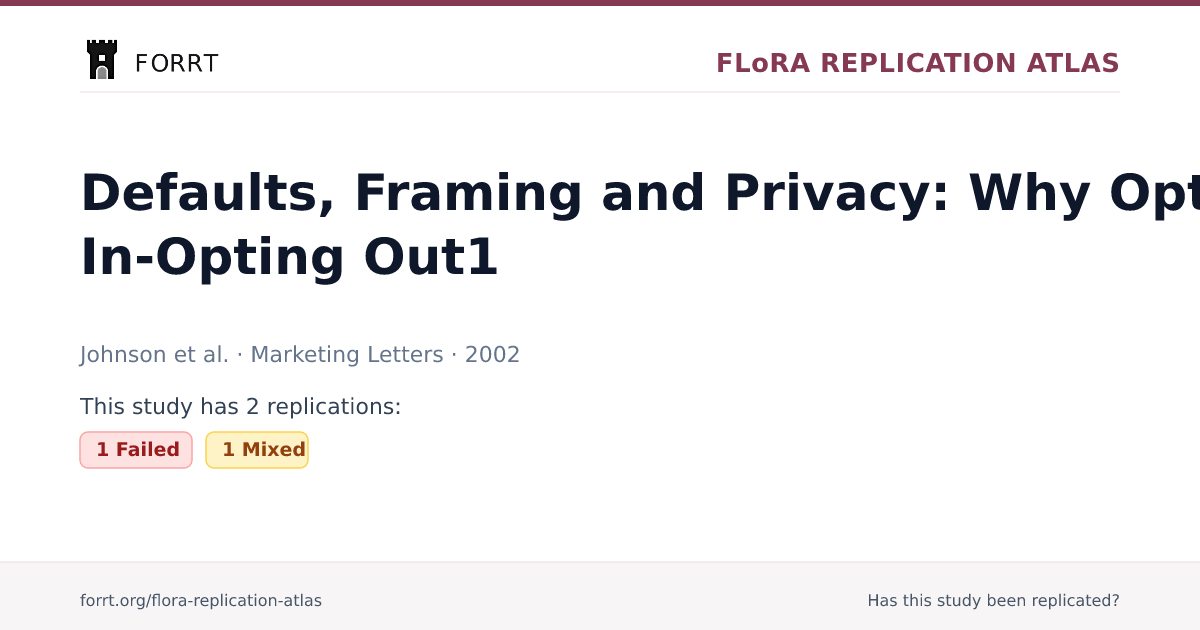 FORRT
FLoRA REPLICATION ATLAS
Defaults, Framing and Privacy: Why Opt
In-Opting Out1
Johnson et al. · Marketing Letters · 2002
This study has 2 replications:
1 Failed
1 Mixed
forrt.org/flora-replication-atlas
Has this study been replicated?